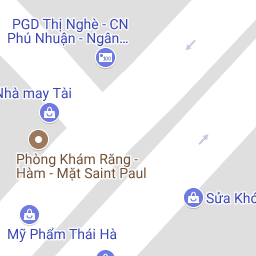 PGD Thị Nghè - CN
Phú Nhuận - Ngân...
Nhà may Tài
Phòng Khám Răng -
Hàm - Mặt Saint Paul
Sửa Khó
Mỹ Phẩm Thái Hà